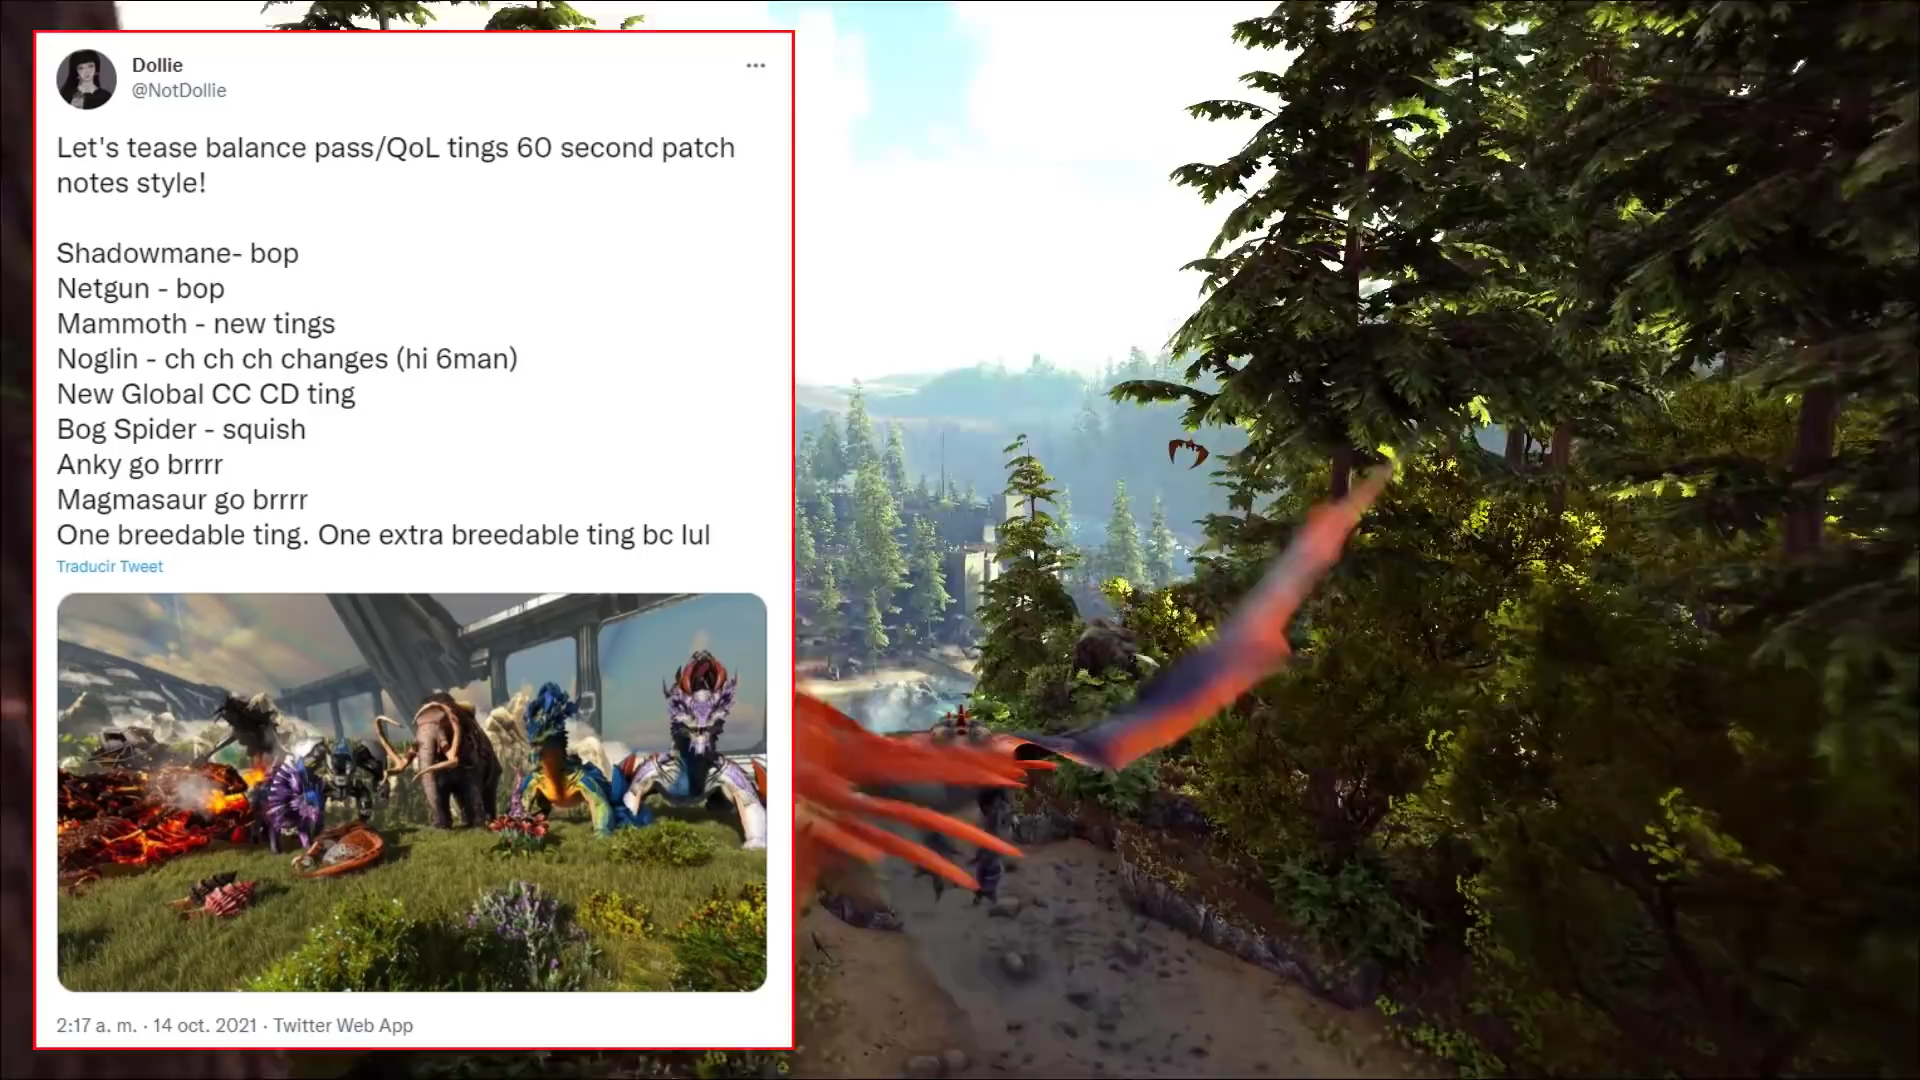 Dollie
@NotDollie
Let's tease balance pass/QoL tings 60 second patch
notes style!
Shadowmane- bop
Netgun - bop
Mammoth - new tings
Noglin - ch ch ch changes (hi 6man)
New Global CC CD ting
Bog Spider - squish
Anky go brrrr
Magmasaur go brrrr
One breedable ting. One extra breedable ting bc lul
Traducir Tweet
2:17 a. m. · 14 oct. 2021 · Twitter Web App